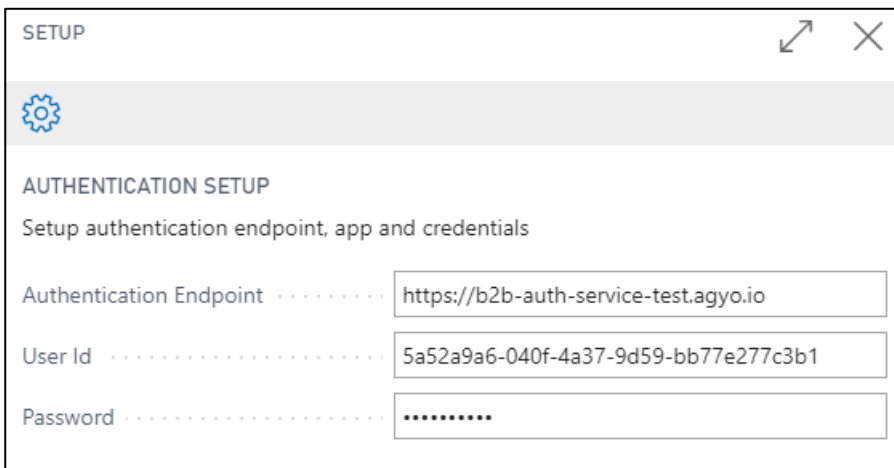 SETUP
AUTHENTICATION SETUP
Setup authentication endpoint, app and credentials
Authentication Endpoint https://b2b-auth-service-test.agyo.io
User Id 5a52a9a6-040f-4a37-9d59-bb77e277c3b1
Password ••••••••••